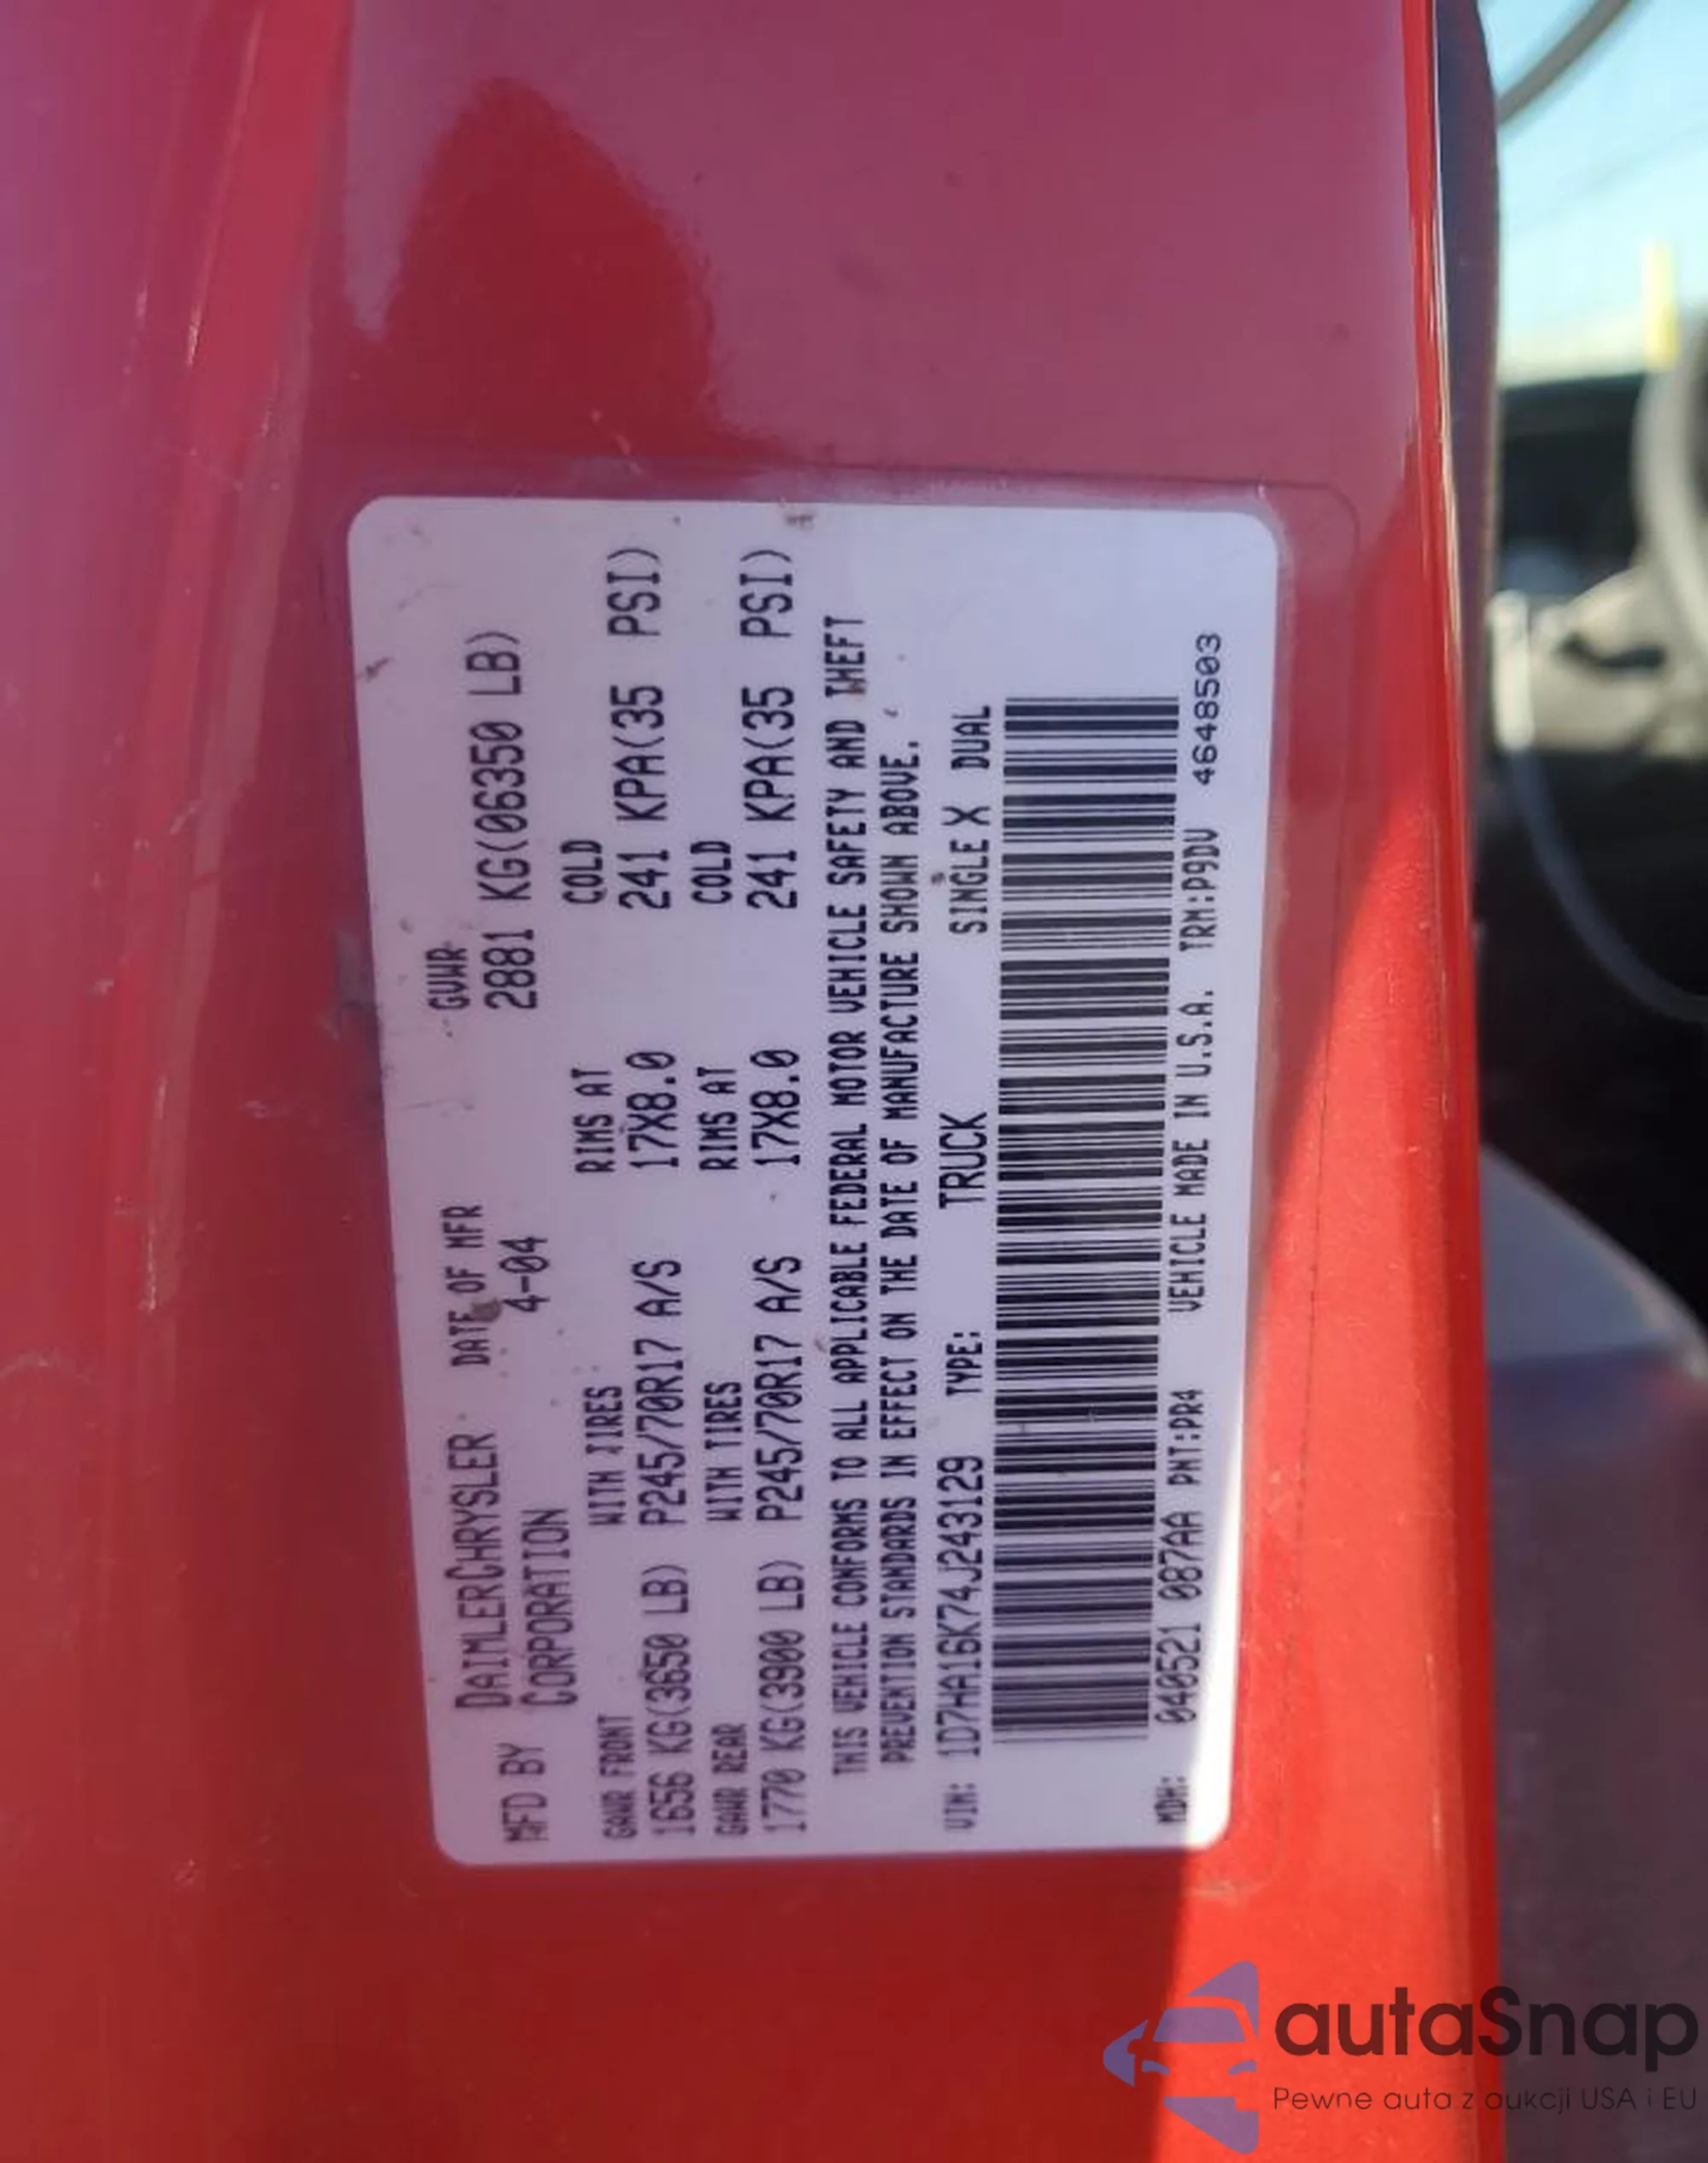 GVWR
MFD BY DAIMLERCHRYSLER DATE OF MFR 2881 KG(06350 LB)
CORPORATION 4-04
GAWR FRONT WITH TIRES RIMS AT COLD
1656 KG(3650 LB) P245/70R17 A/S 17X8.0 241 KPA(35 PSI)
GAWR REAR WITH TIRES RIMS AT COLD
1770 KG(3900 LB) P245/70R17 A/S 17X8.0 241 KPA(35 PSI)
THIS VEHICLE CONFORMS TO ALL APPLICABLE FEDERAL MOTOR VEHICLE SAFETY AND THEFT
PREVENTION STANDARDS IN EFFECT ON THE DATE OF MANUFACTURE SHOWN ABOVE.
VIN: 1D7HA16K74J243129 TYPE: TRUCK SINGLE X DUAL
MDH: 040521 087AA PNT:PR4 VEHICLE MADE IN U.S.A. TRM:P9DV 4648503
autaSnap
Pewne auta z aukcji USA i EU